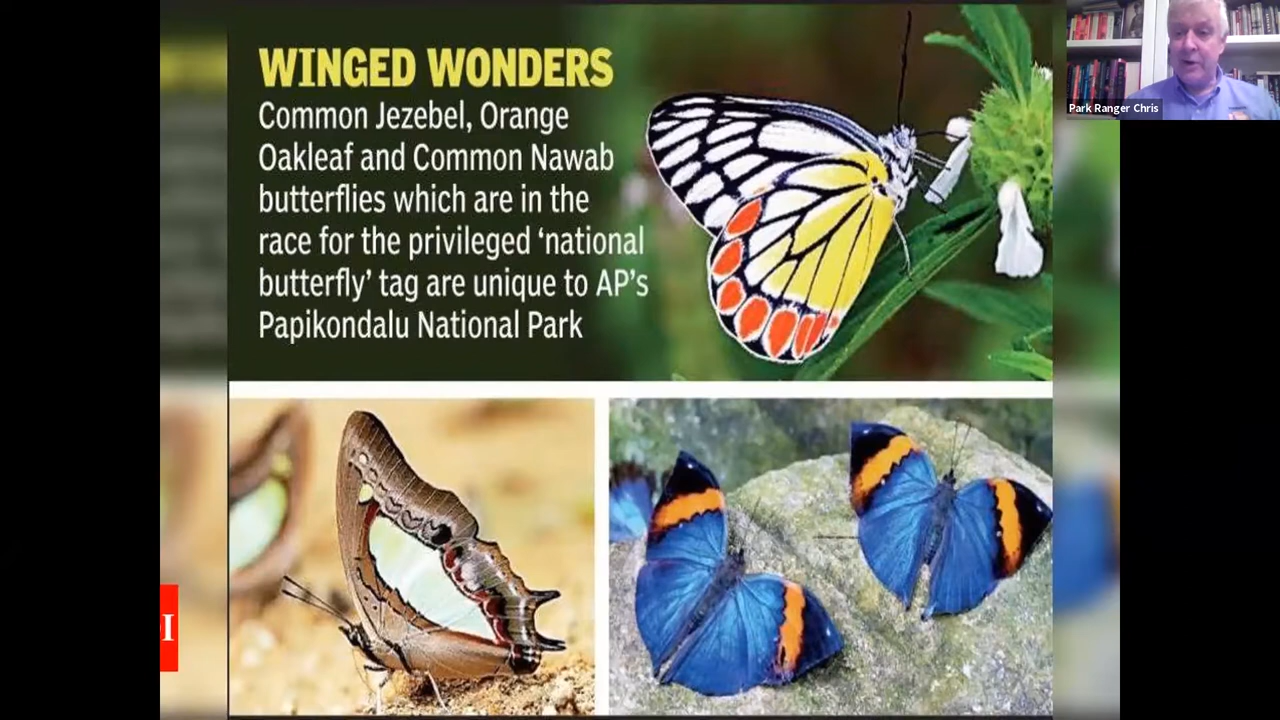 WINGED WONDERS
Common Jezebel, Orange
Oakleaf and Common Nawab
butterflies which are in the
race for the privileged ‘national
butterfly’ tag are unique to AP’s
Papikondalu National Park
Park Ranger Chris